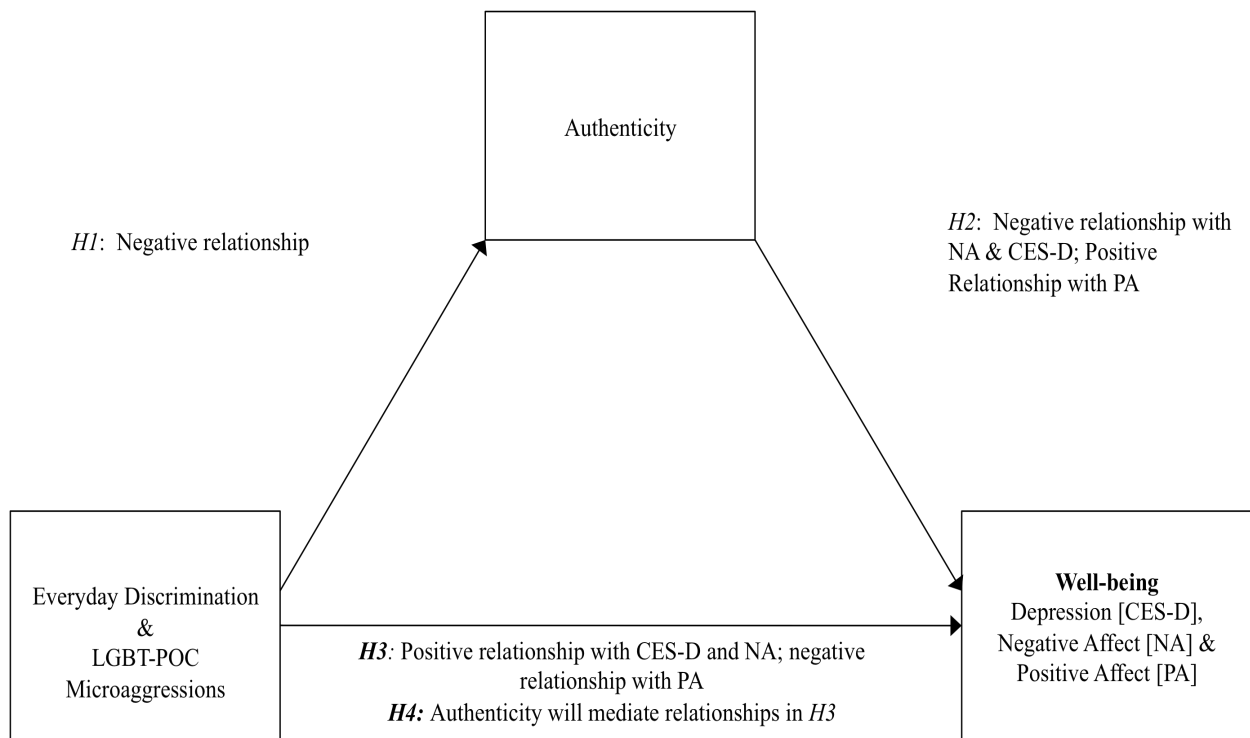 Authenticity
H1: Negative relationship
H2: Negative relationship with
NA & CES-D; Positive
Relationship with PA
Everyday Discrimination
&
LGBT-POC
Microaggressions
H3: Positive relationship with CES-D and NA; negative
relationship with PA
H4: Authenticity will mediate relationships in H3
Well-being
Depression [CES-D],
Negative Affect [NA] &
Positive Affect [PA]